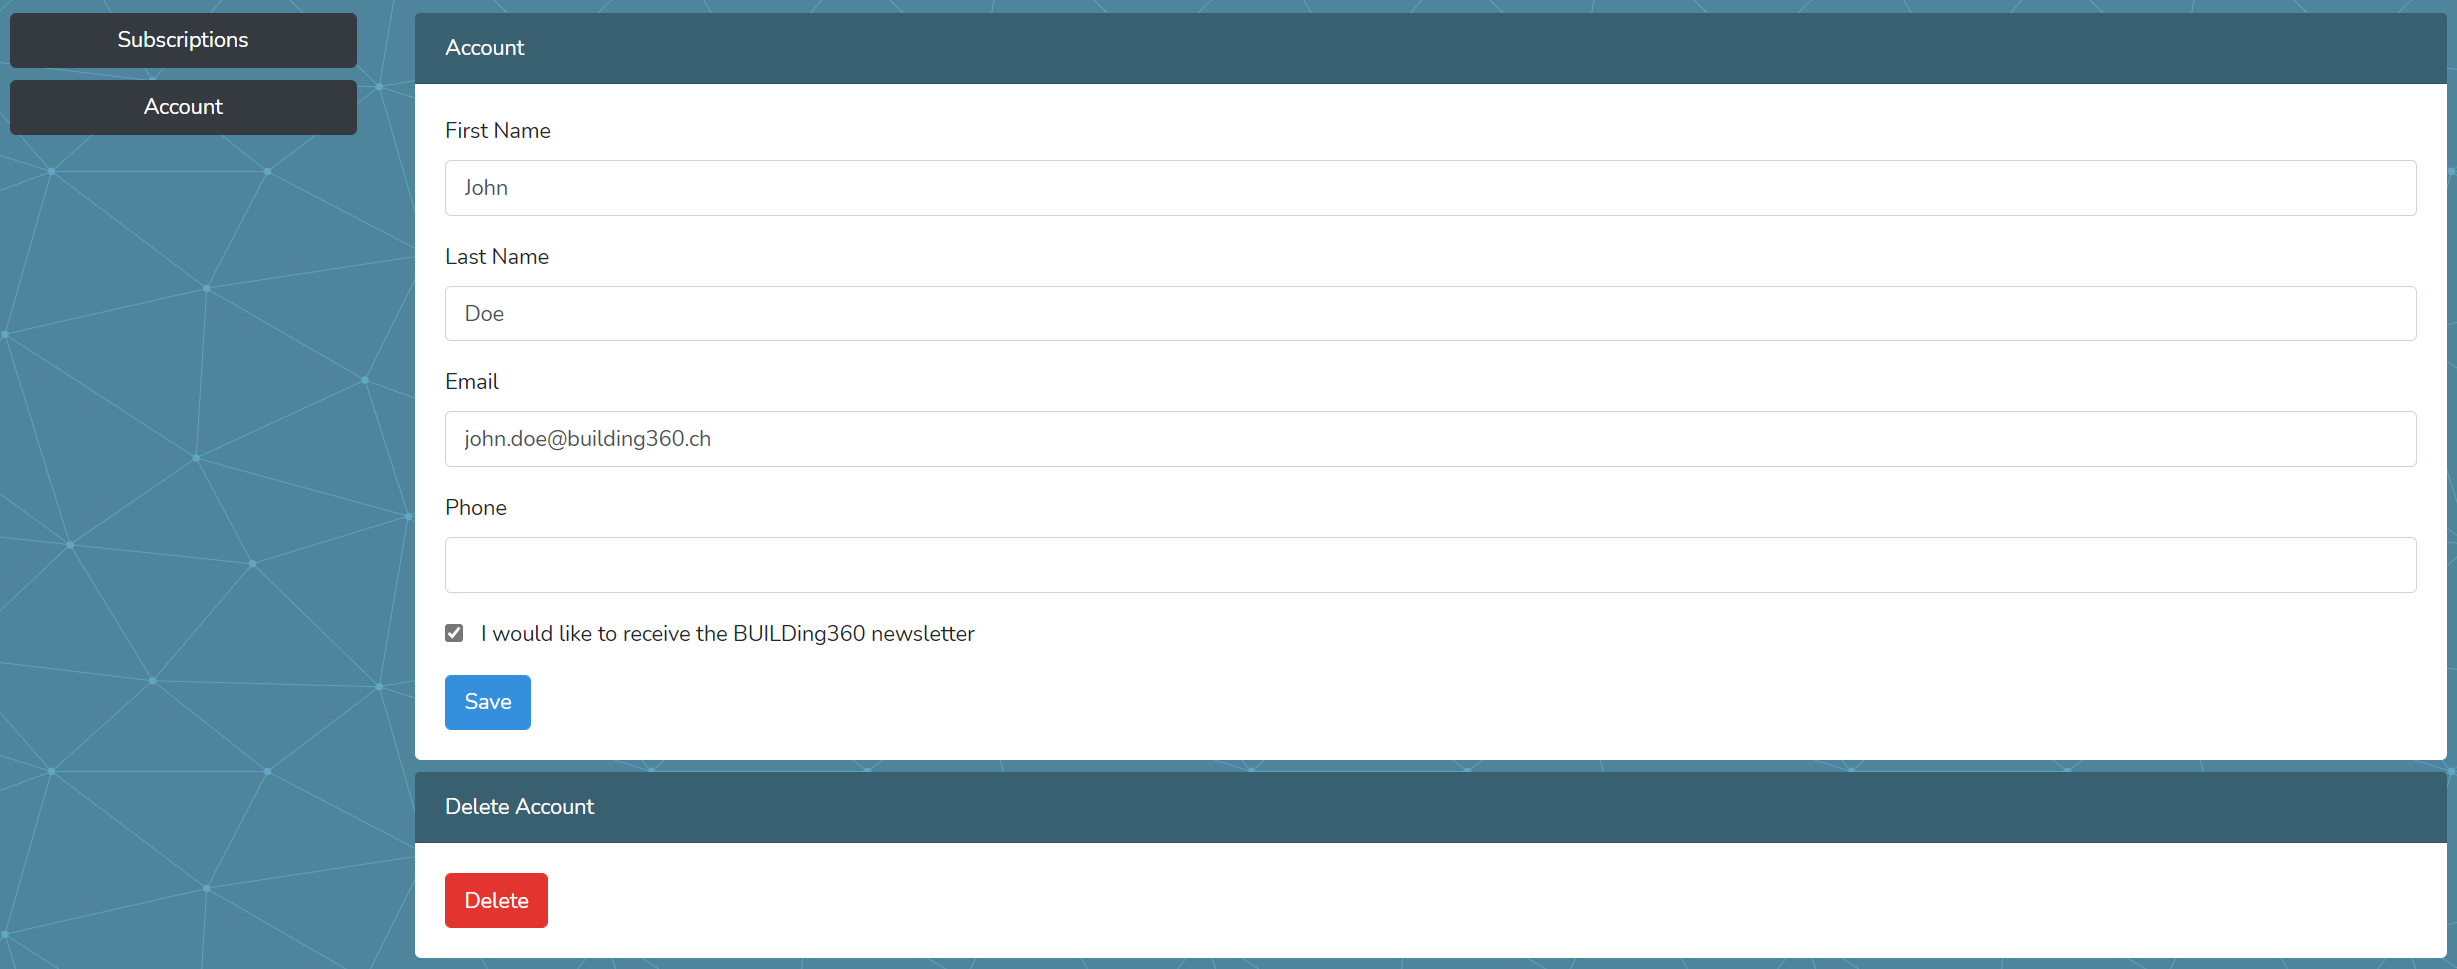 Subscriptions
Account
Account
First Name
John
Last Name
Doe
Email
john.doe@building360.ch
Phone
I would like to receive the BUILDing360 newsletter
Save
Delete Account
Delete